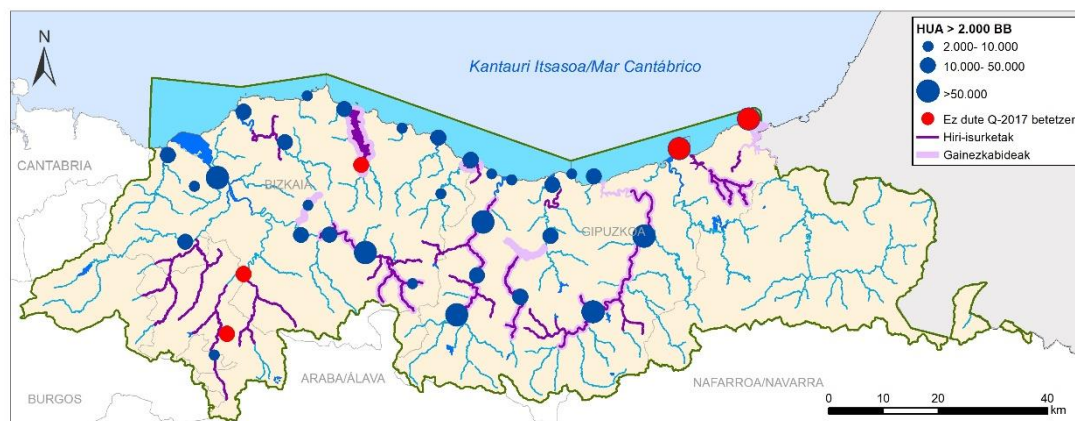 N
Kantauri Itsasoa/Mar Cantábrico
HUA > 2.000 BB
2.000- 10.000
10.000- 50.000
>50.000
Ez dute Q-2017 betetzen
Hiri-isurketak
Gainezkabideak
CANTABRIA
BIZKAIA
GIPUZKOA
ARABA/ÁLAVA
NAFARROA/NAVARRA
BURGOS
0 10 20 30 40
km